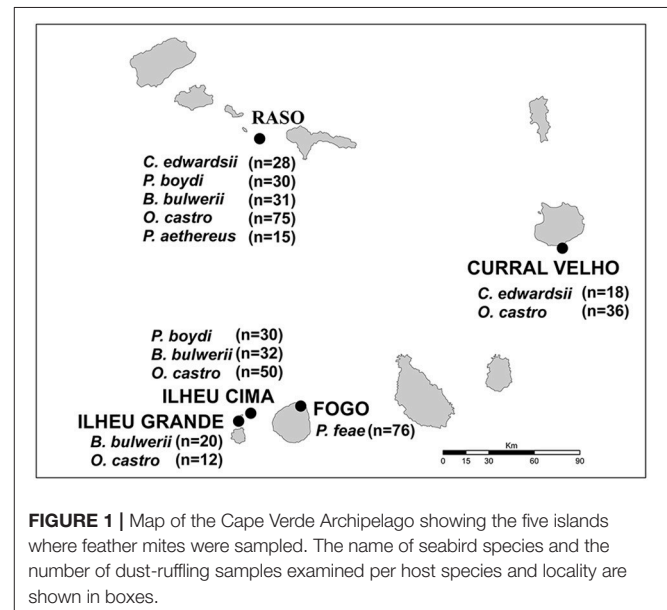 RASO
C. edwardsii (n=28)
P. boydi (n=30)
B. bulwerii (n=31)
O. castro (n=75)
P. aethereus (n=15)
CURRAL VELHO
C. edwardsii (n=18)
O. castro (n=36)
P. boydi (n=30)
B. bulwerii (n=32)
O. castro (n=50)
ILHEU CIMA
ILHEU GRANDE
B. bulwerii (n=20)
O. castro (n=12)
FOGO
P. feae (n=76)
Km
0 15 30 60 90
FIGURE 1 | Map of the Cape Verde Archipelago showing the five islands
where feather mites were sampled. The name of seabird species and the
number of dust-ruffling samples examined per host species and locality are
shown in boxes.